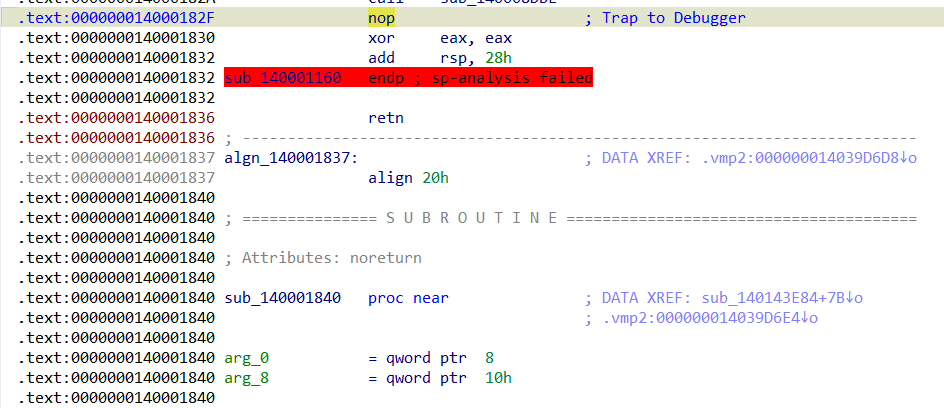 .text:000000014000182A call sub_140008DDE
.text:000000014000182F nop ; Trap to Debugger
.text:0000000140001830 xor eax, eax
.text:0000000140001832 add rsp, 28h
.text:0000000140001832 sub_140001160 endp ; sp-analysis failed
.text:0000000140001832
.text:0000000140001836 retn
.text:0000000140001836 ; ---------------------------------------------------------------------------
.text:0000000140001837 algn_140001837: ; DATA XREF: .vmp2:000000014039D6D8↓o
.text:0000000140001837 align 20h
.text:0000000140001840
.text:0000000140001840 ; =============== S U B R O U T I N E =======================================
.text:0000000140001840
.text:0000000140001840 ; Attributes: noreturn
.text:0000000140001840
.text:0000000140001840 sub_140001840 proc near ; DATA XREF: sub_140143E84+7B↓o
.text:0000000140001840 ; .vmp2:000000014039D6E4↓o
.text:0000000140001840
.text:0000000140001840 arg_0 = qword ptr 8
.text:0000000140001840 arg_8 = qword ptr 10h
.text:0000000140001840